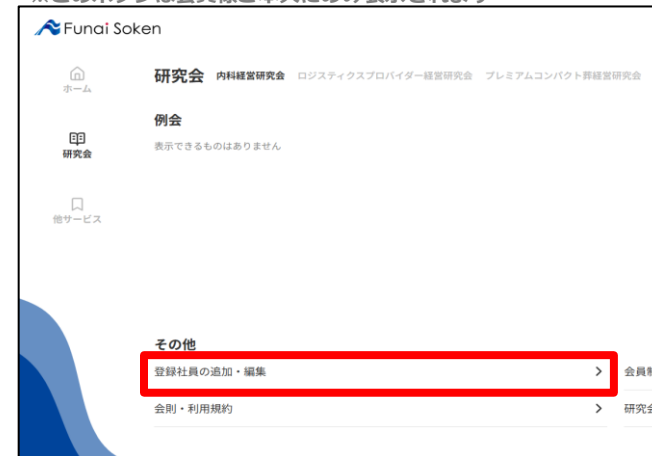 Funai Soken
ホーム
研究会
他サービス
研究会 内科経営研究会 ロジスティクスプロバイダー経営研究会 プレミアムコンパクト葬経営研究会
例会
表示できるものはありません
その他
登録社員の追加・編集
会員
会則・利用規約
研究会